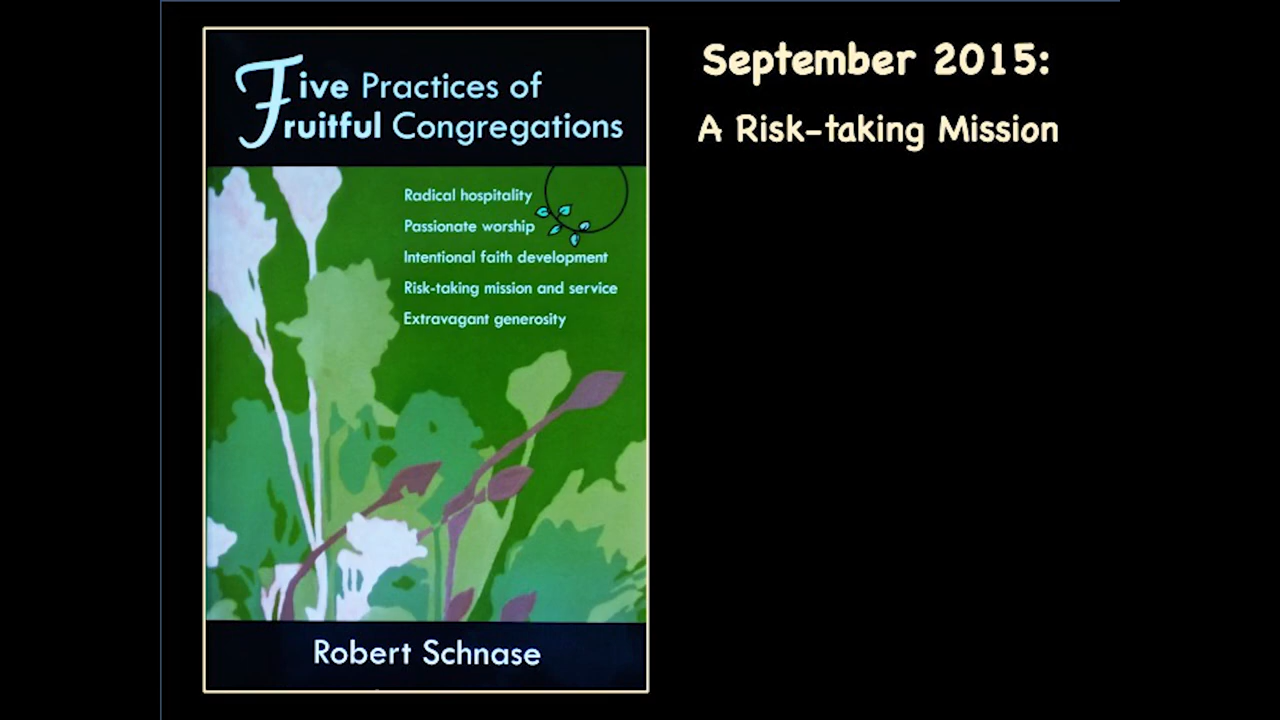 Five Practices of
Fruitful Congregations
Radical hospitality
Passionate worship
Intentional faith development
Risk-taking mission and service
Extravagant generosity
Robert Schnase
September 2015:
A Risk-taking Mission